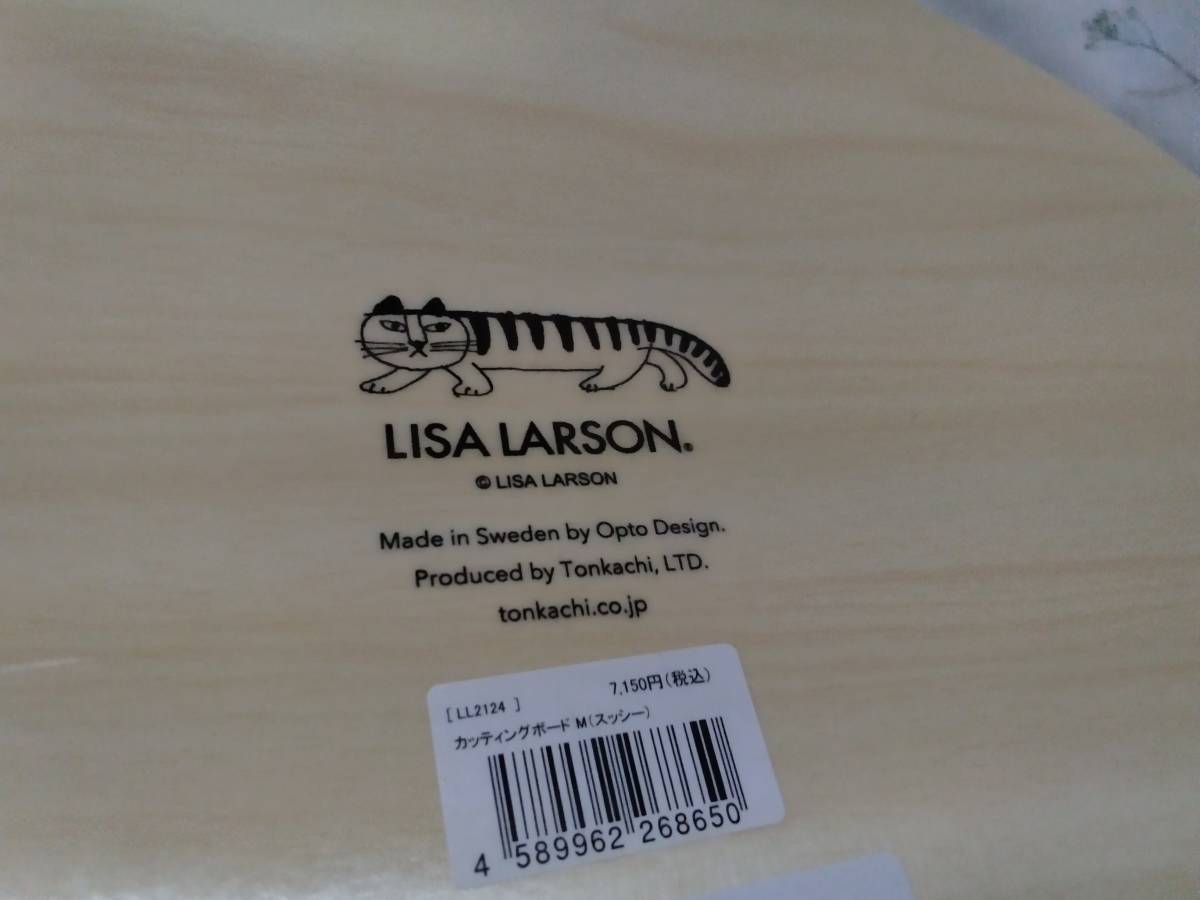 LISA LARSON®
© LISA LARSON
Made in Sweden by Opto Design.
Produced by Tonkachi, LTD.
tonkachi.co.jp
[ LL2124 ] 7,150円(税込)
カッティングボード M(スッシー)
4 589962 268650